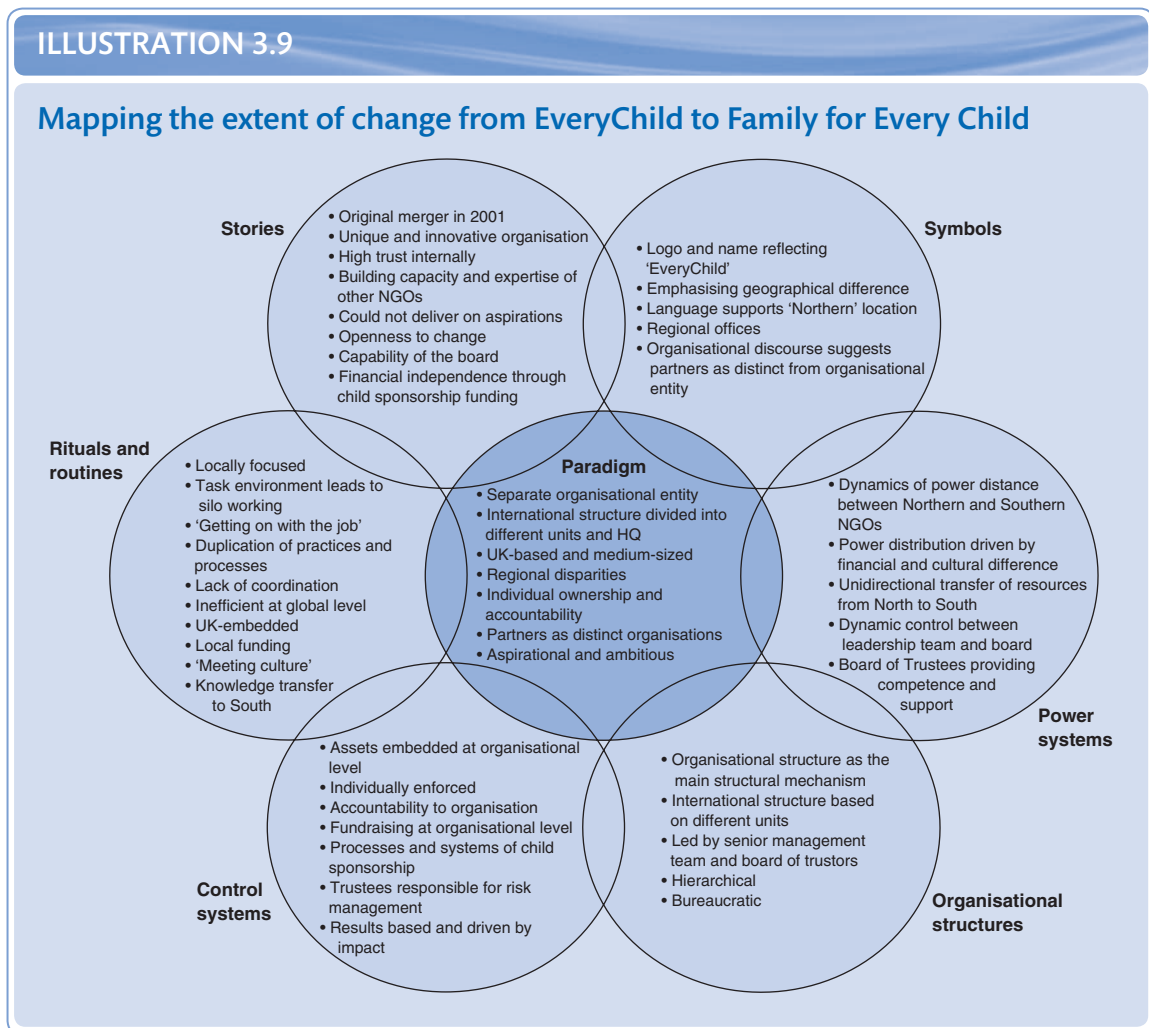 ILLUSTRATION 3.9
Mapping the extent of change from EveryChild to Family for Every Child
Stories
• Original merger in 2001
• Unique and innovative organisation
• High trust internally
• Building capacity and expertise of
other NGOs
• Could not deliver on aspirations
• Openness to change
• Capability of the board
• Financial independence through
child sponsorship funding
Symbols
• Logo and name reflecting
‘EveryChild’
• Emphasising geographical difference
• Language supports ‘Northern’ location
• Regional offices
• Organisational discourse suggests
partners as distinct from organisational
entity
Rituals and
routines
• Locally focused
• Task environment leads to
silo working
• ‘Getting on with the job’
• Duplication of practices and
processes
• Lack of coordination
• Inefficient at global level
• UK-embedded
• Local funding
• ‘Meeting culture’
• Knowledge transfer
to South
Paradigm
• Separate organisational entity
• International structure divided into
different units and HQ
• UK-based and medium-sized
• Regional disparities
• Individual ownership and
accountability
• Partners as distinct organisations
• Aspirational and ambitious
• Dynamics of power distance
between Northern and Southern
NGOs
• Power distribution driven by
financial and cultural difference
• Unidirectional transfer of resources
from North to South
• Dynamic control between
leadership team and board
• Board of Trustees providing
competence and
support
Power
systems
• Assets embedded at organisational
level
• Individually enforced
• Accountability to organisation
• Fundraising at organisational level
• Processes and systems of child
sponsorship
• Trustees responsible for risk
management
• Results based and driven by
impact
Control
systems
• Organisational structure as the
main structural mechanism
• International structure based
on different units
• Led by senior management
team and board of trustors
• Hierarchical
• Bureaucratic
Organisational
structures